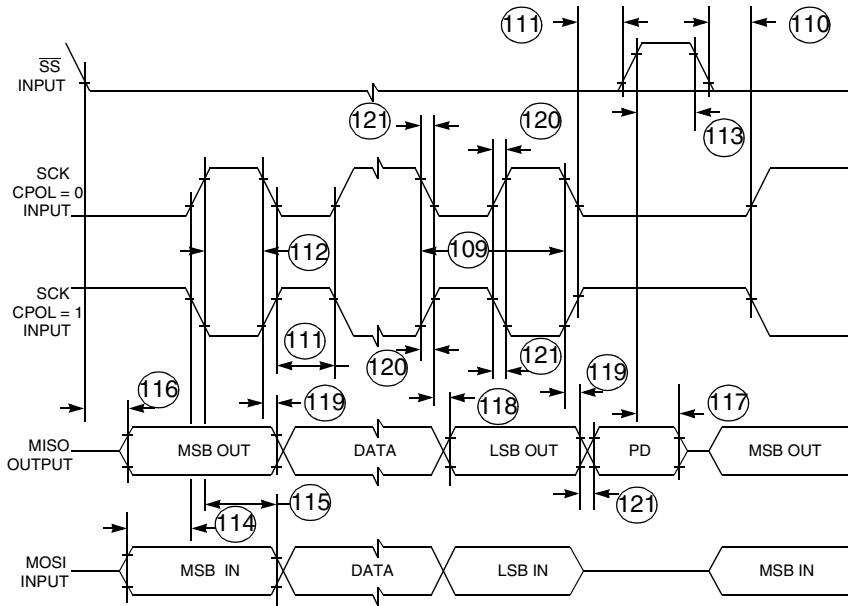 111
110
SS
INPUT
121
120
113
SCK
CPOL = 0
INPUT
112
109
SCK
CPOL = 1
INPUT
111
120
121
116
119
118
119
117
MISO
OUTPUT
MSB OUT
DATA
LSB OUT
PD
MSB OUT
114
115
121
MOSI
INPUT
MSB IN
DATA
LSB IN
MSB IN